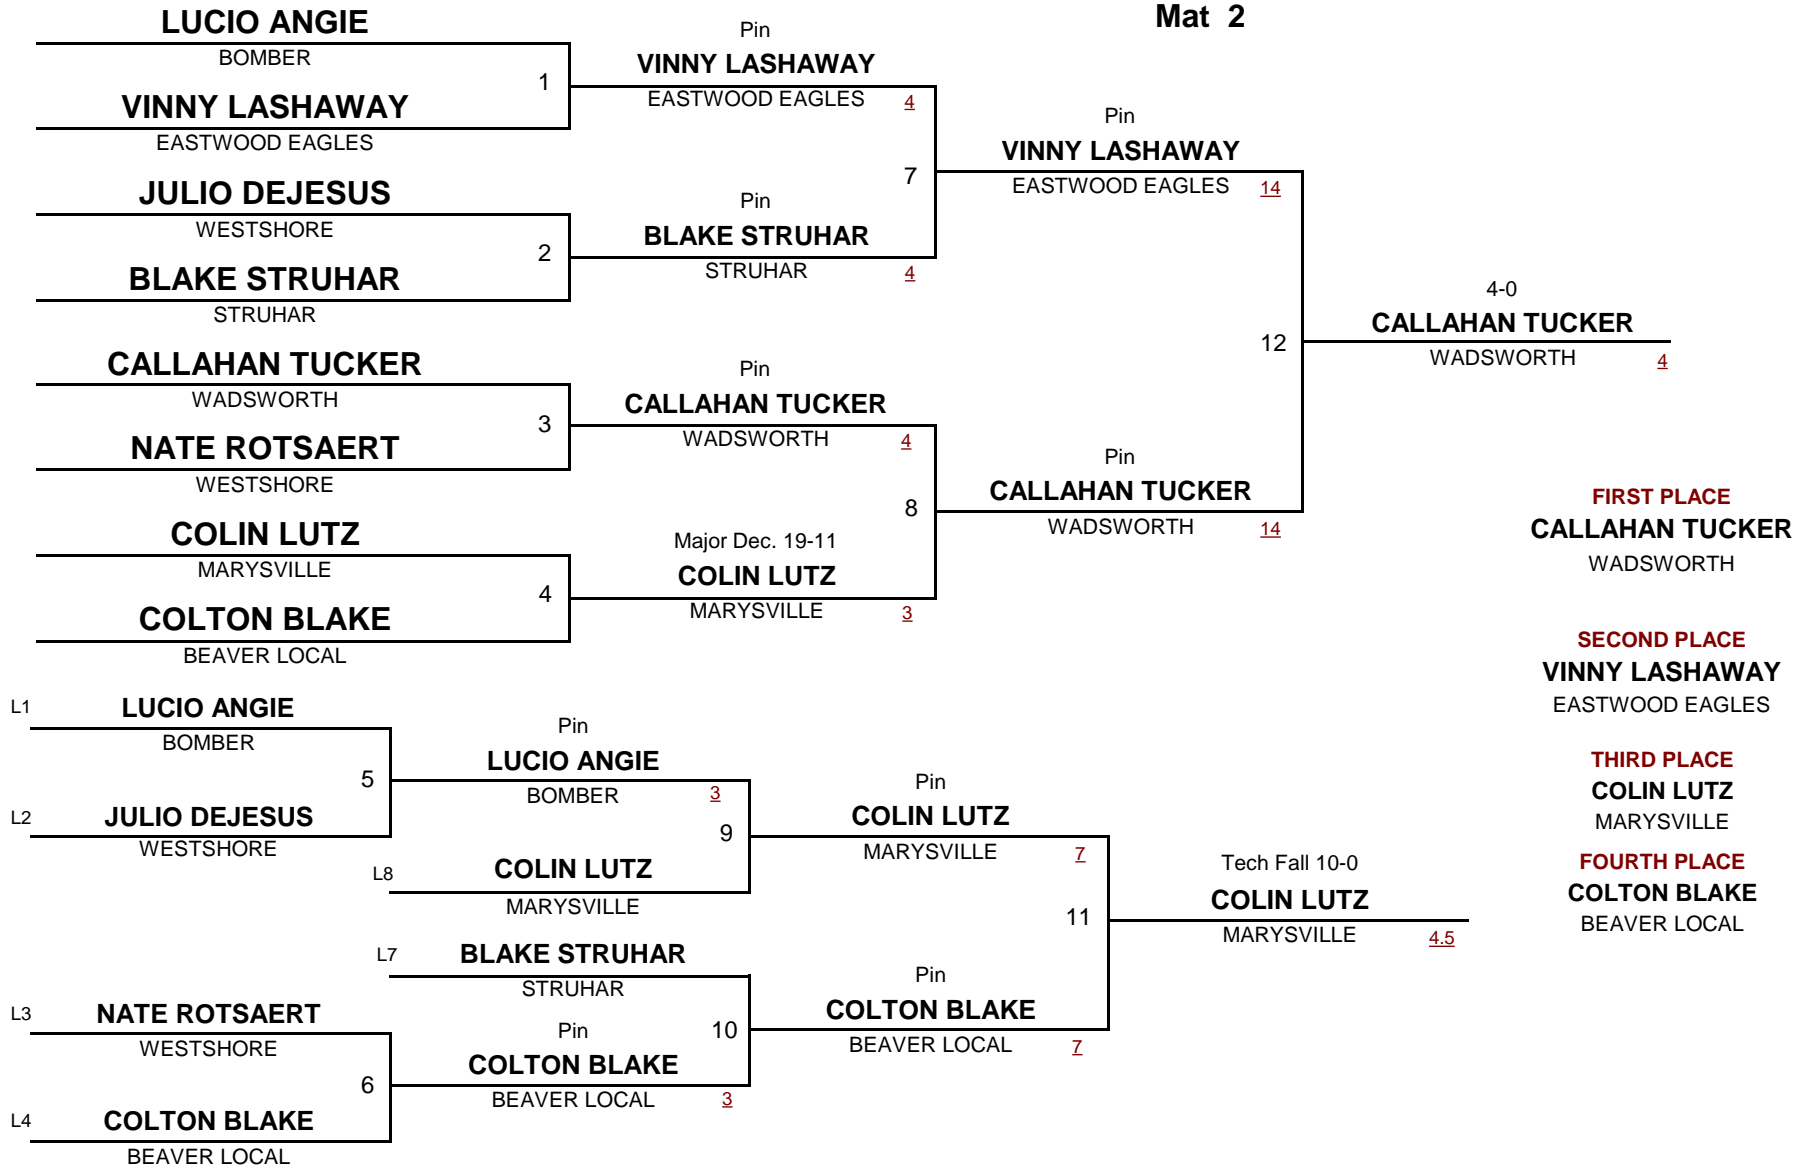 Mat 2
LUCIO ANGIE
BOMBER
1
VINNY LASHAWAY
EASTWOOD EAGLES
JULIO DEJESUS
WESTSHORE
2
BLAKE STRUHAR
STRUHAR
CALLAHAN TUCKER
WADSWORTH
3
NATE ROTSAERT
WESTSHORE
COLIN LUTZ
MARYSVILLE
4
COLTON BLAKE
BEAVER LOCAL
Pin
VINNY LASHAWAY
EASTWOOD EAGLES 4
7
Pin
BLAKE STRUHAR
STRUHAR 4
Pin
CALLAHAN TUCKER
WADSWORTH 4
8
Major Dec. 19-11
COLIN LUTZ
MARYSVILLE 3
Pin
VINNY LASHAWAY
EASTWOOD EAGLES 14
12
Pin
CALLAHAN TUCKER
WADSWORTH 14
4-0
CALLAHAN TUCKER
WADSWORTH 4
L1 LUCIO ANGIE
BOMBER
5
L2 JULIO DEJESUS
WESTSHORE
L3 NATE ROTSAERT
WESTSHORE
6
L4 COLTON BLAKE
BEAVER LOCAL
Pin
LUCIO ANGIE
BOMBER 3
9
L8 COLIN LUTZ
MARYSVILLE
L7 BLAKE STRUHAR
STRUHAR
10
Pin
COLTON BLAKE
BEAVER LOCAL 3
Pin
COLIN LUTZ
MARYSVILLE 7
11
Pin
COLTON BLAKE
BEAVER LOCAL 7
Tech Fall 10-0
COLIN LUTZ
MARYSVILLE 4.5
FIRST PLACE
CALLAHAN TUCKER
WADSWORTH
SECOND PLACE
VINNY LASHAWAY
EASTWOOD EAGLES
THIRD PLACE
COLIN LUTZ
MARYSVILLE
FOURTH PLACE
COLTON BLAKE
BEAVER LOCAL